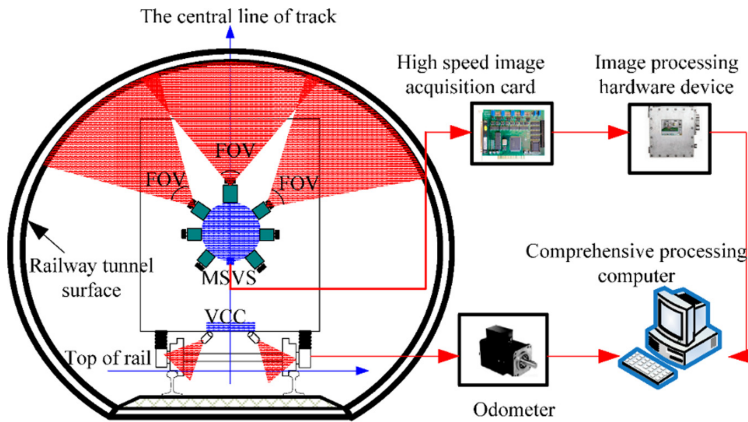 The central line of track
High speed image
acquisition card
Image processing
hardware device
FOV
FOV
FOV
Railway tunnel
surface
MSVS
Comprehensive processing
computer
VCC
Top of rail
Odometer